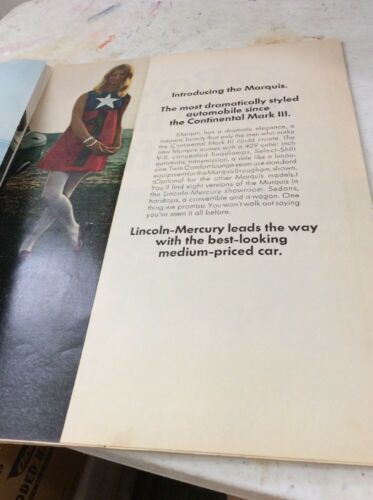 Introducing the Marquis.
The most dramatically styled
automobile since
the Continental Mark III.
Marquis has a dramatic elegance, a
majestic beauty that only the men who make
the Continental Mark III could create. The
new Marquis comes with a 429 cubic inch
V-8, concealed headlamps, Select-Shift
automatic transmission, a ride like a limou-
sine. Twin Comfort lounge seats are standard
equipment for the Marquis Brougham, shown.
(Optional for the other Marquis models.)
You'll find eight versions of the Marquis in
the Lincoln-Mercury showroom. Sedans,
hardtops, a convertible and a wagon. One
thing we promise. You won't walk out saying
you've seen it all before.
Lincoln-Mercury leads the way
with the best-looking
medium-priced car.